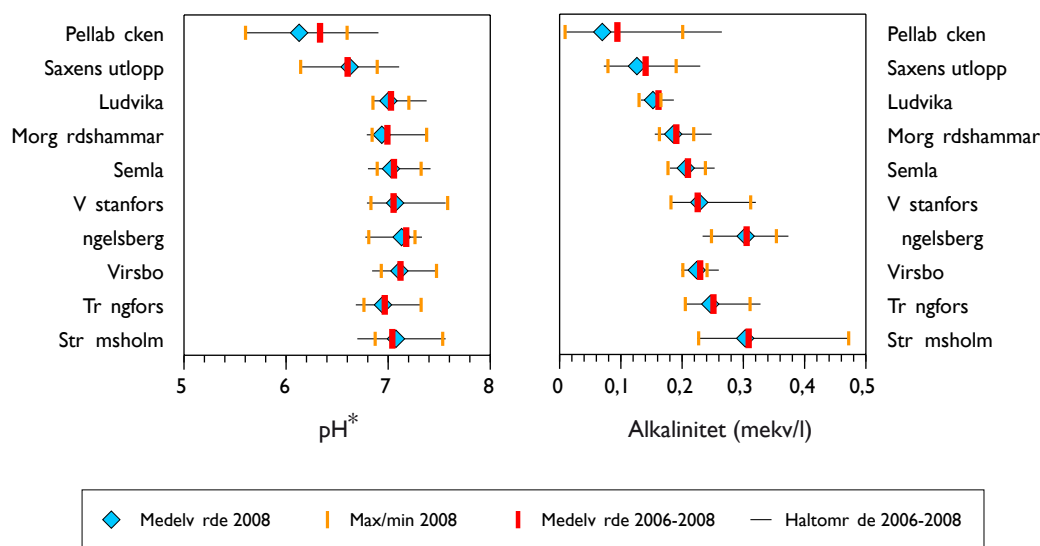 Pellab cken
Saxens utlopp
Ludvika
Morg rdshammar
Semla
V stanfors
ngelsberg
Virsbo
Tr ngfors
Str msholm
5 6 7 8
pH*
Pellab cken
Saxens utlopp
Ludvika
Morg rdshammar
Semla
V stanfors
ngelsberg
Virsbo
Tr ngfors
Str msholm
0 0,1 0,2 0,3 0,4 0,5
Alkalinitet (mekv/l)
Medelv rde 2008 Max/min 2008 Medelv rde 2006-2008 Haltomr de 2006-2008